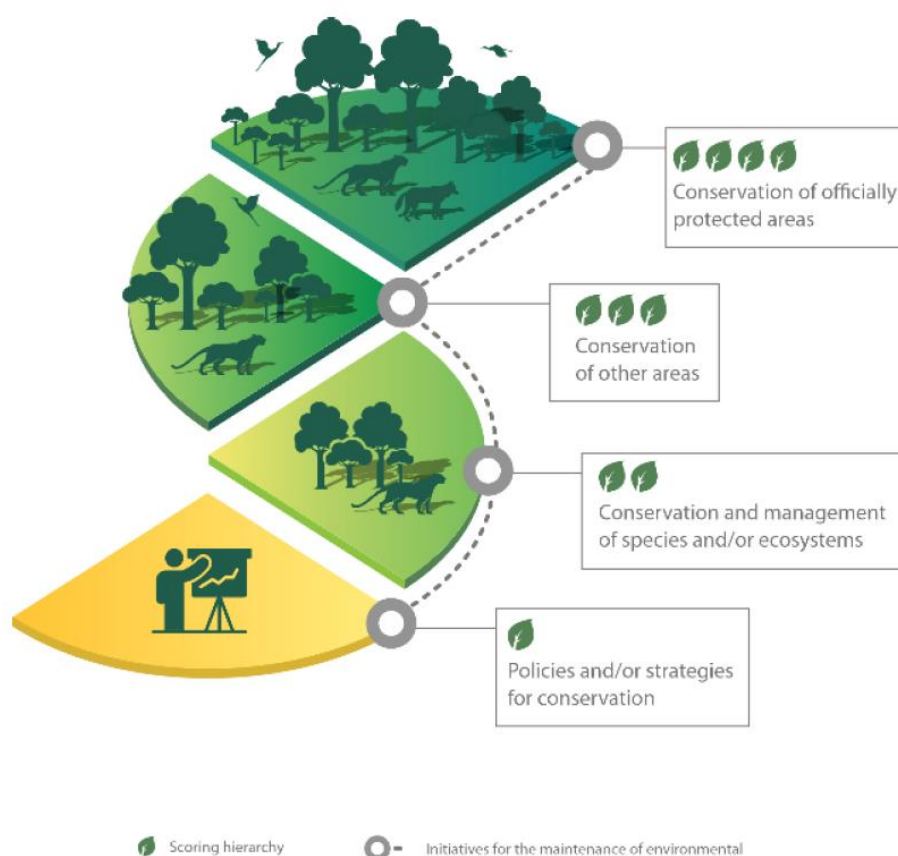 Conservation of officially
protected areas
Conservation
of other areas
Conservation and management
of species and/or ecosystems
Policies and/or strategies
for conservation
Scoring hierarchy
Initiatives for the maintenance of environmental